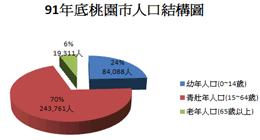 91年底桃園市人口結構圖
6%
19,311人
24%
84,088人
70%
243,761人
幼年人口(0~14歲)
青壯年人口(15~64歲)
老年人口(65歲以上)